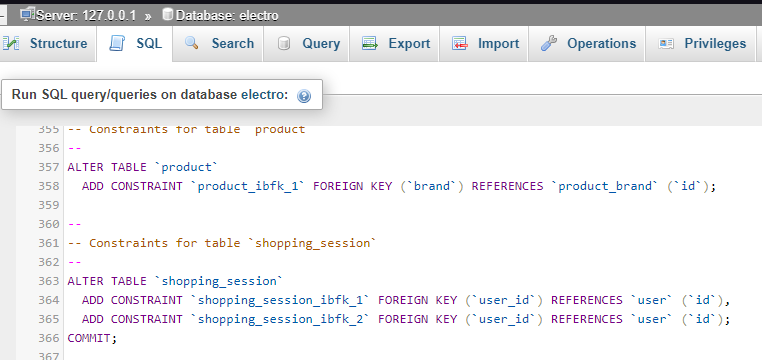 Server: 127.0.0.1 » Database: electro
Structure SQL Search Query Export Import Operations Privileges
Run SQL query/queries on database electro:
355 -- Constraints for table `product`
356 --
357 ALTER TABLE `product`
358 ADD CONSTRAINT `product_ibfk_1` FOREIGN KEY (`brand`) REFERENCES `product_brand` (`id`);
359
360 --
361 -- Constraints for table `shopping_session`
362 --
363 ALTER TABLE `shopping_session`
364 ADD CONSTRAINT `shopping_session_ibfk_1` FOREIGN KEY (`user_id`) REFERENCES `user` (`id`),
365 ADD CONSTRAINT `shopping_session_ibfk_2` FOREIGN KEY (`user_id`) REFERENCES `user` (`id`);
366 COMMIT;
367